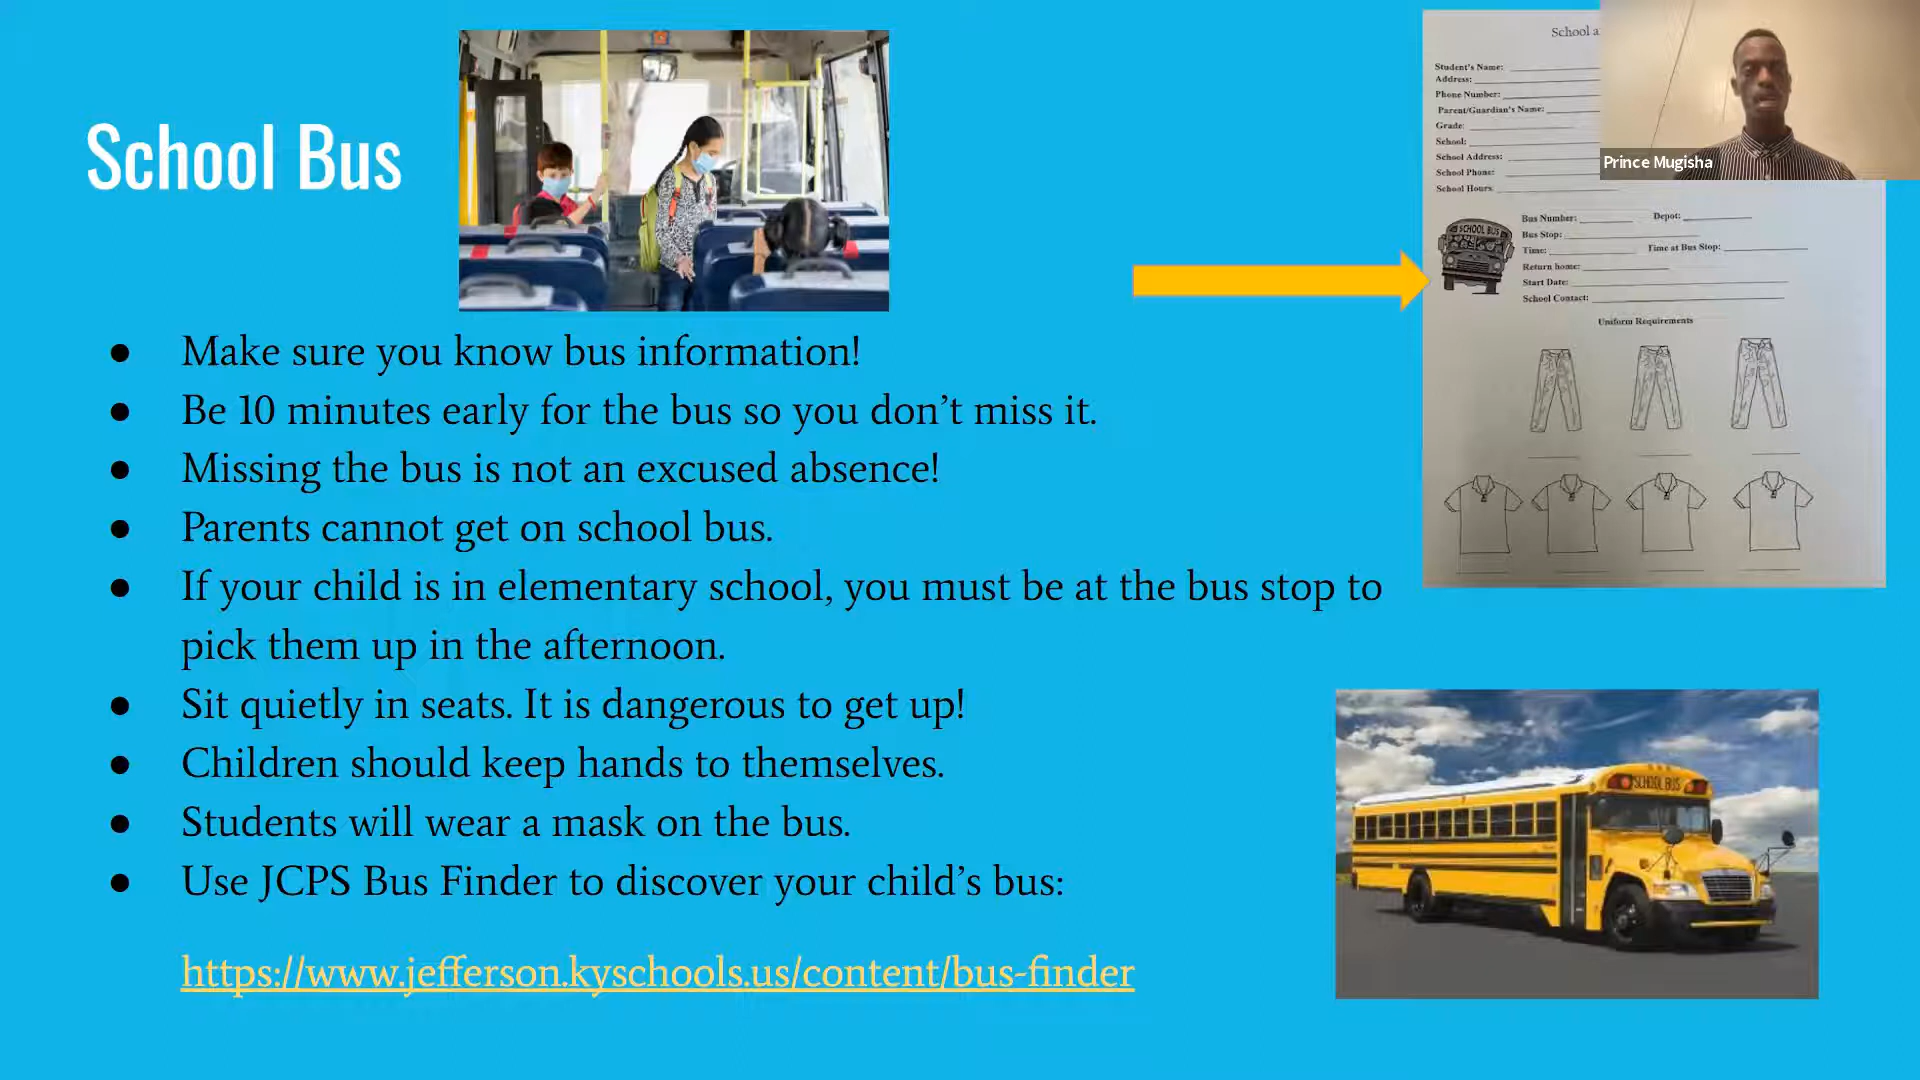 School Bus
● Make sure you know bus information!
● Be 10 minutes early for the bus so you don’t miss it.
● Missing the bus is not an excused absence!
● Parents cannot get on school bus.
● If your child is in elementary school, you must be at the bus stop to
pick them up in the afternoon.
● Sit quietly in seats. It is dangerous to get up!
● Children should keep hands to themselves.
● Students will wear a mask on the bus.
● Use JCPS Bus Finder to discover your child’s bus:
https://www.jefferson.kyschools.us/content/bus-finder
School a
Student's Name:
Address:
Phone Number:
Parent/Guardian's Name:
Grade:
School:
School Address:
School Phone:
School Hours:
Prince Mugisha
SCHOOL BUS
Bus Number: Depot:
Bus Stop:
Time: Time at Bus Stop:
Return home:
Start Date:
School Contact:
Uniform Requirements
SCHOOL BUS